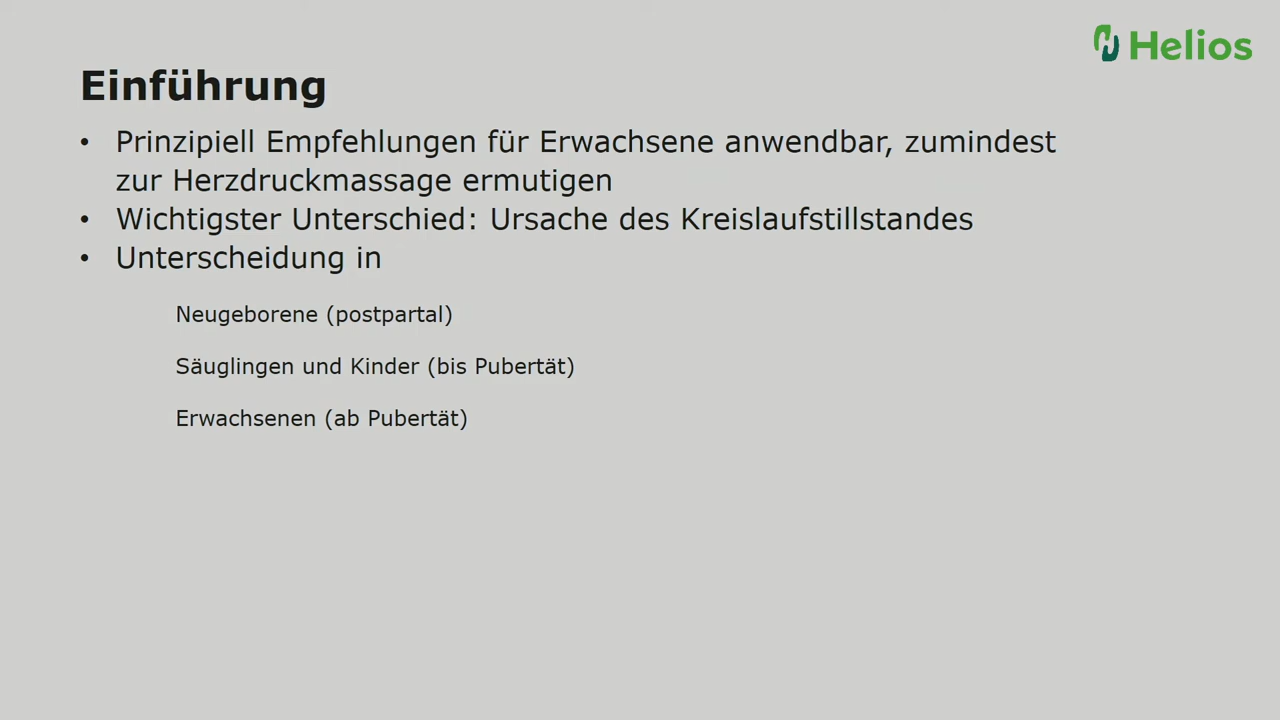 Helios
Einführung
• Prinzipiell Empfehlungen für Erwachsene anwendbar, zumindest
zur Herzdruckmassage ermutigen
• Wichtigster Unterschied: Ursache des Kreislaufstillstandes
• Unterscheidung in
Neugeborene (postpartal)
Säuglingen und Kinder (bis Pubertät)
Erwachsenen (ab Pubertät)